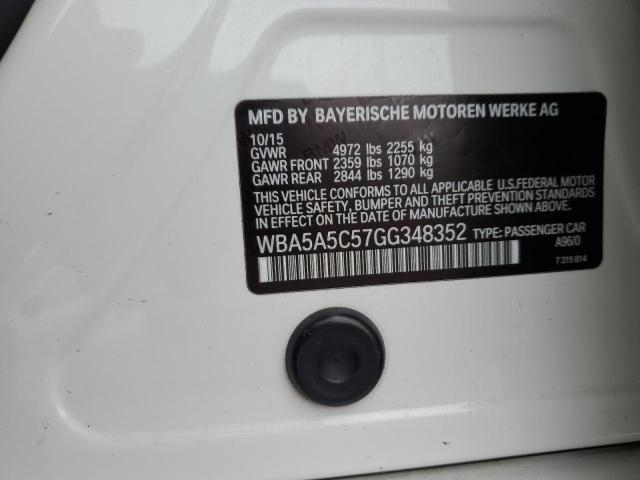 MFD BY BAYERISCHE MOTOREN WERKE AG
10/15
GVWR 4972 lbs 2255 kg
GAWR FRONT 2359 lbs 1070 kg
GAWR REAR 2844 lbs 1290 kg
THIS VEHICLE CONFORMS TO ALL APPLICABLE U.S.FEDERAL MOTOR
VEHICLE SAFETY, BUMPER, AND THEFT PREVENTION STANDARDS
IN EFFECT ON THE DATE OF MANUFACTURE SHOWN ABOVE.
WBA5A5C57GG348352 TYPE: PASSENGER CAR
A96/0
7 315 814